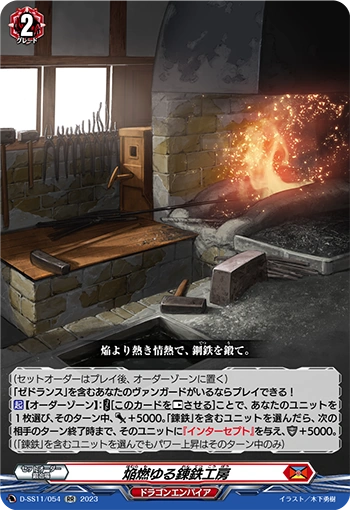 2
グレード
焔より熱き情熱で、鋼鉄を鍛て。
(セットオーダーはプレイ後、オーダーゾーンに置く)
「ゼドランス」を含むあなたのヴァンガードがいるならプレイできる!
起【オーダーゾーン】:[このカードを させる]ことで、あなたのユニットを
1枚選び、そのターン中、 +5000。「錬鉄」を含むユニットを選んだら、次の
相手のターン終了時まで、そのユニットに『インターセプト』を与え、 +5000。
(「錬鉄」を含むユニットを選んでもパワー上昇はそのターン中のみ)
セットオーダー
焔燃ゆる錬鉄工房
ドラゴンエンパイア
D-SS11/054 RR 2023
イラスト/木下勇樹